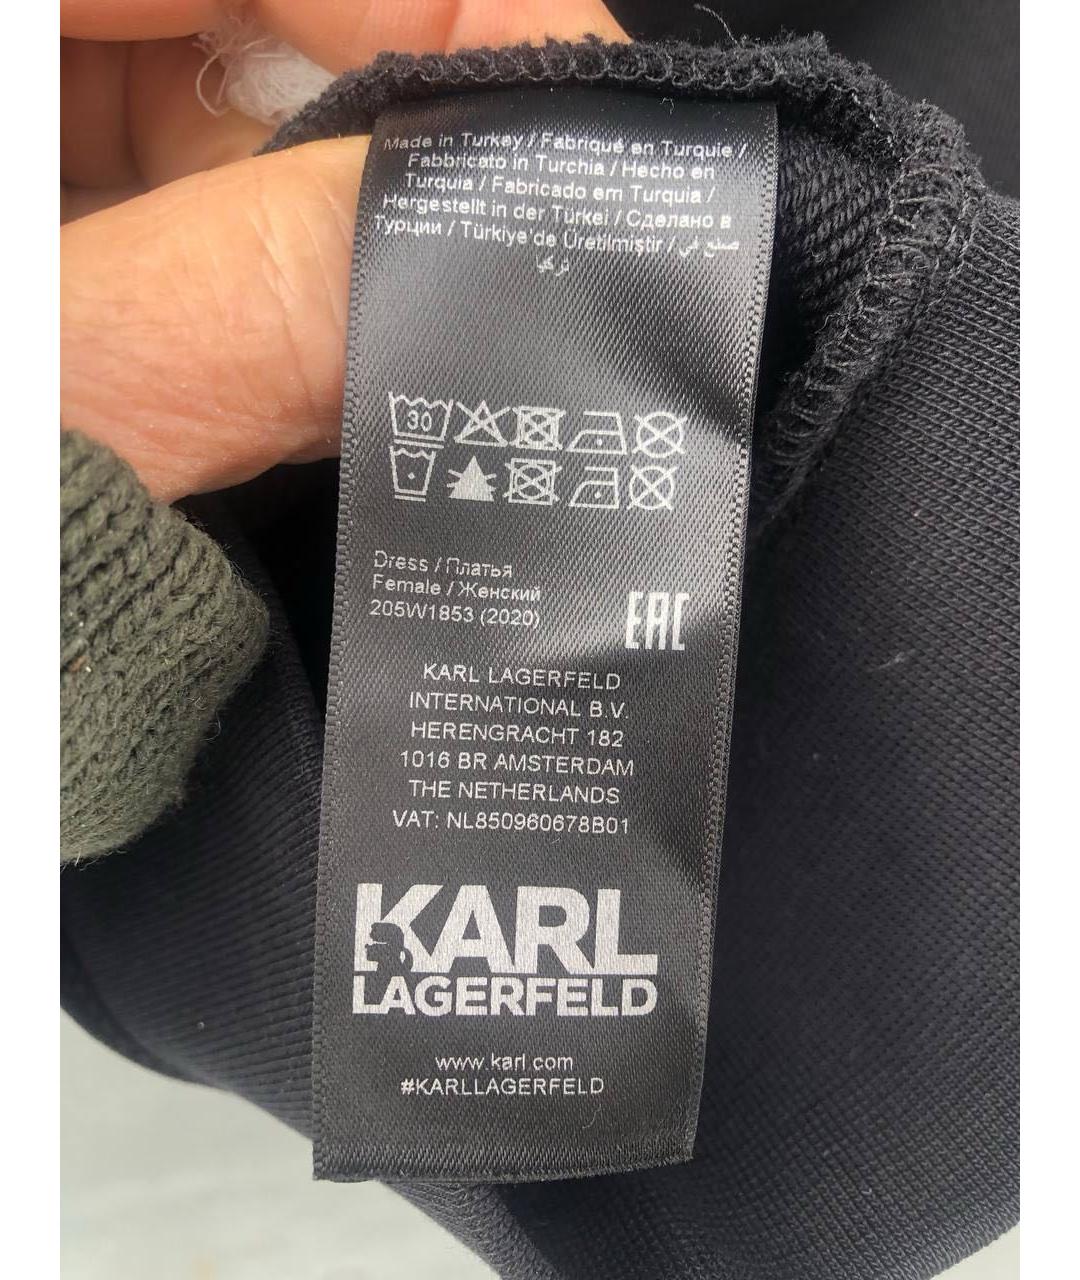 Made in Turkey / Fabriqué en Turquie /
Fabbricato in Turchia / Hecho en
Turquia / Fabricado em Turquia /
Hergestellt in der Türkei / Сделано в
Турции / Türkiye'de Üretilmiştir / صنع في
تركيا
30
Dress / Платья
Female / Женский
205W1853 (2020)
EAC
KARL LAGERFELD
INTERNATIONAL B.V.
HERENGRACHT 182
1016 BR AMSTERDAM
THE NETHERLANDS
VAT: NL850960678B01
KARL
LAGERFELD
www.karl.com
#KARLLAGERFELD